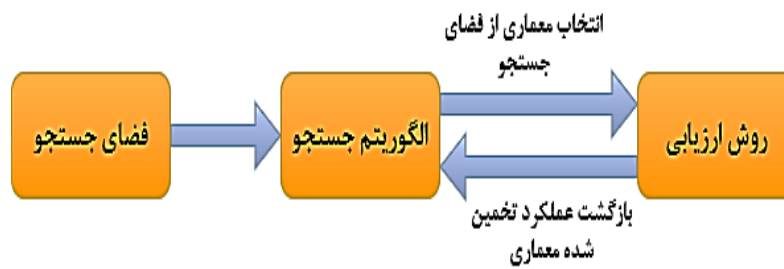 انتخاب معماری از فضای
جستجو
فضای جستجو
الگوریتم جستجو
روش ارزیابی
بازگشت عملکرد تخمین
شده معماری